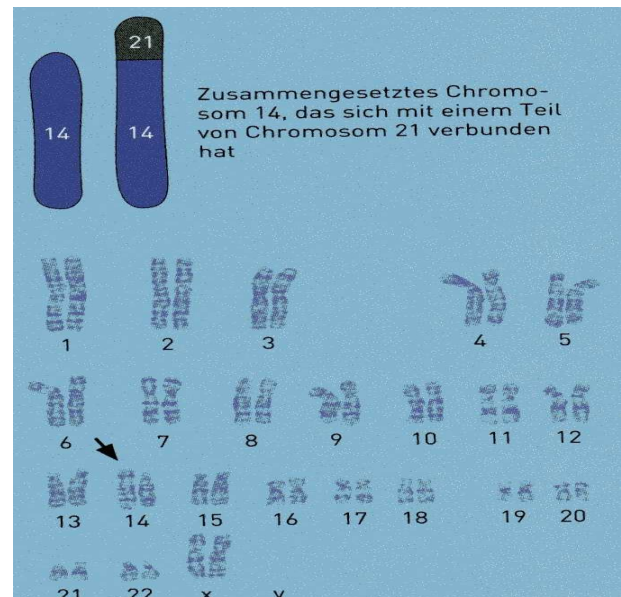 21
14 14
Zusammengesetztes Chromo-
som 14, das sich mit einem Teil
von Chromosom 21 verbunden
hat
1 2 3 4 5
6 7 8 9 10 11 12
13 14 15 16 17 18 19 20
21 22 x y